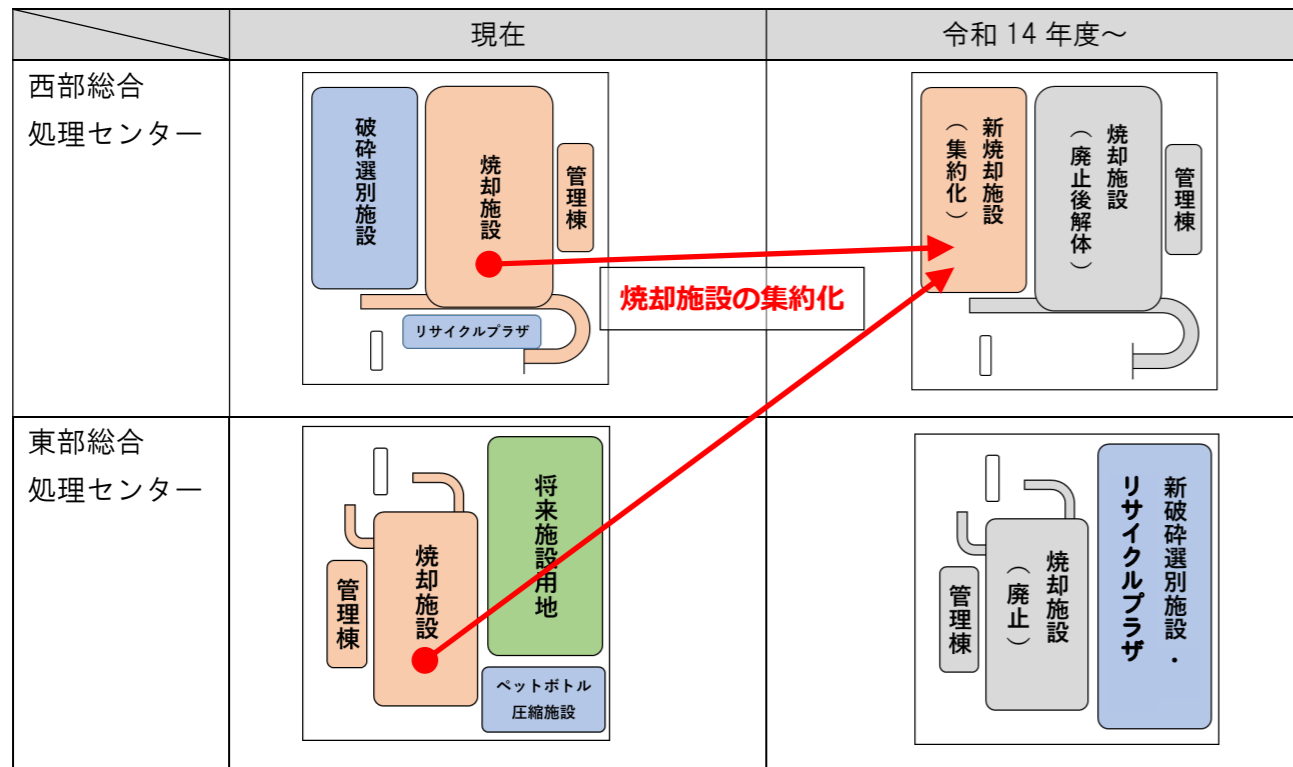 現在
令和 14 年度～
西部総合
処理センター
破砕選別施設
焼却施設
管理棟
リサイクルプラザ
新焼却施設
（集約化）
焼却施設
（廃止後解体）
管理棟
焼却施設の集約化
東部総合
処理センター
管理棟
焼却施設
将来施設用地
ペットボトル
圧縮施設
管理棟
焼却施設
（廃止）
新破砕選別施設・
リサイクルプラザ